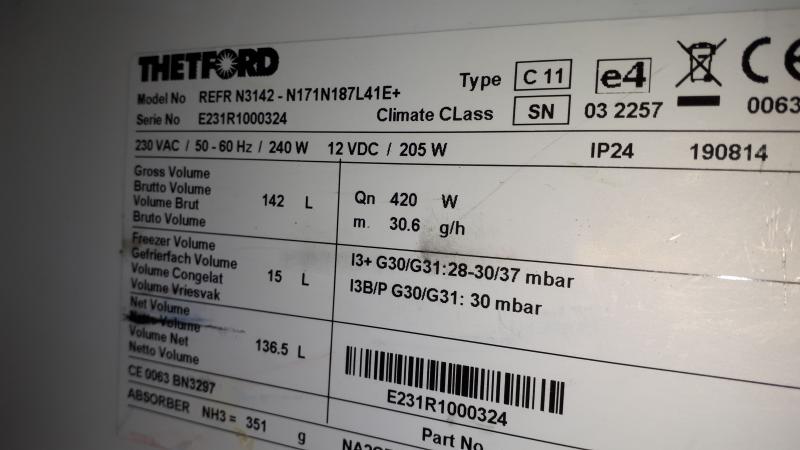 THETFORD
Model No REFR N3142 - N171N187L41E+
Serie No E231R1000324
Type C 11
Climate CLass SN
e4
03 2257
CE
0063
230 VAC / 50 - 60 Hz / 240 W 12 VDC / 205 W IP24 190814
Gross Volume
Brutto Volume
Volume Brut
Bruto Volume
142 L
Qn 420 W
m. 30.6 g/h
Freezer Volume
Gefrierfach Volume
Volume Congelat
Volume Vriesvak
15 L
I3+ G30/G31:28-30/37 mbar
I3B/P G30/G31: 30 mbar
Net Volume
Netto Volume
Volume Net
Netto Volume
136.5 L
E231R1000324
CE 0063 BN3297
ABSORBER NH3 = 351 g
Part No